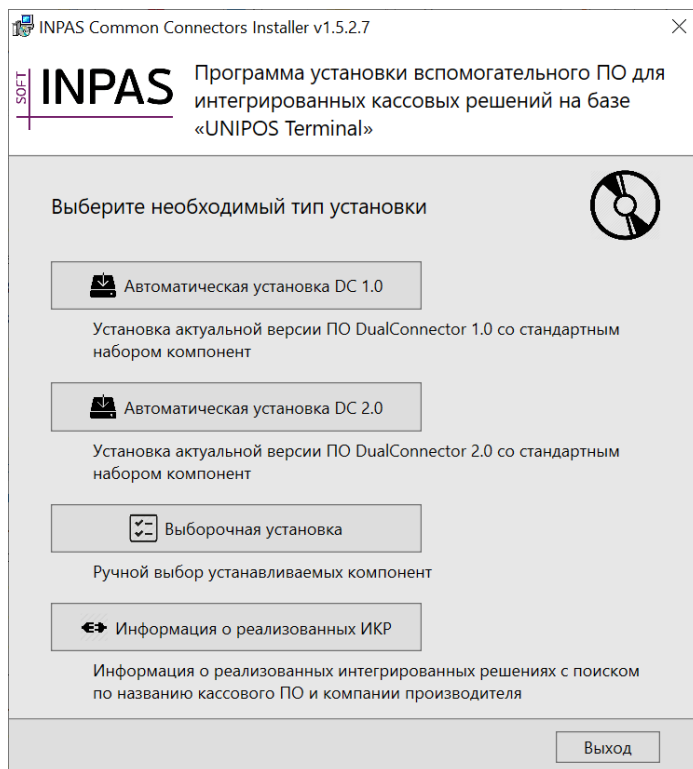 INPAS Common Connectors Installer v1.5.2.7
SOFT
INPAS
Программа установки вспомогательного ПО для
интегрированных кассовых решений на базе
«UNIPOS Terminal»
Выберите необходимый тип установки
Автоматическая установка DC 1.0
Установка актуальной версии ПО DualConnector 1.0 со стандартным
набором компонент
Автоматическая установка DC 2.0
Установка актуальной версии ПО DualConnector 2.0 со стандартным
набором компонент
Выборочная установка
Ручной выбор устанавливаемых компонент
Информация о реализованных ИКР
Информация о реализованных интегрированных решениях с поиском
по названию кассового ПО и компании производителя
Выход